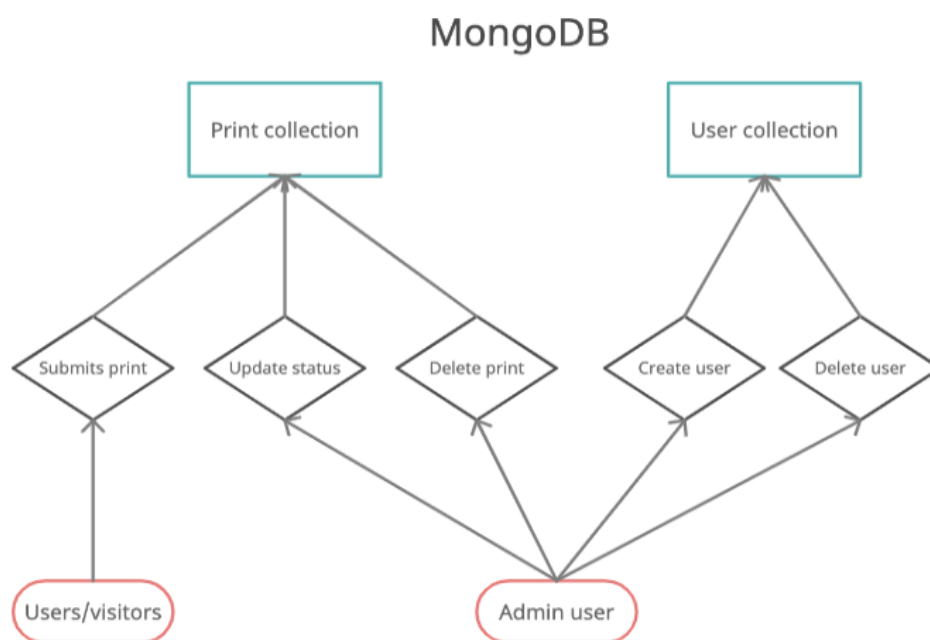 MongoDB
Print collection
User collection
Submits print
Update status
Delete print
Create user
Delete user
Users/visitors
Admin user